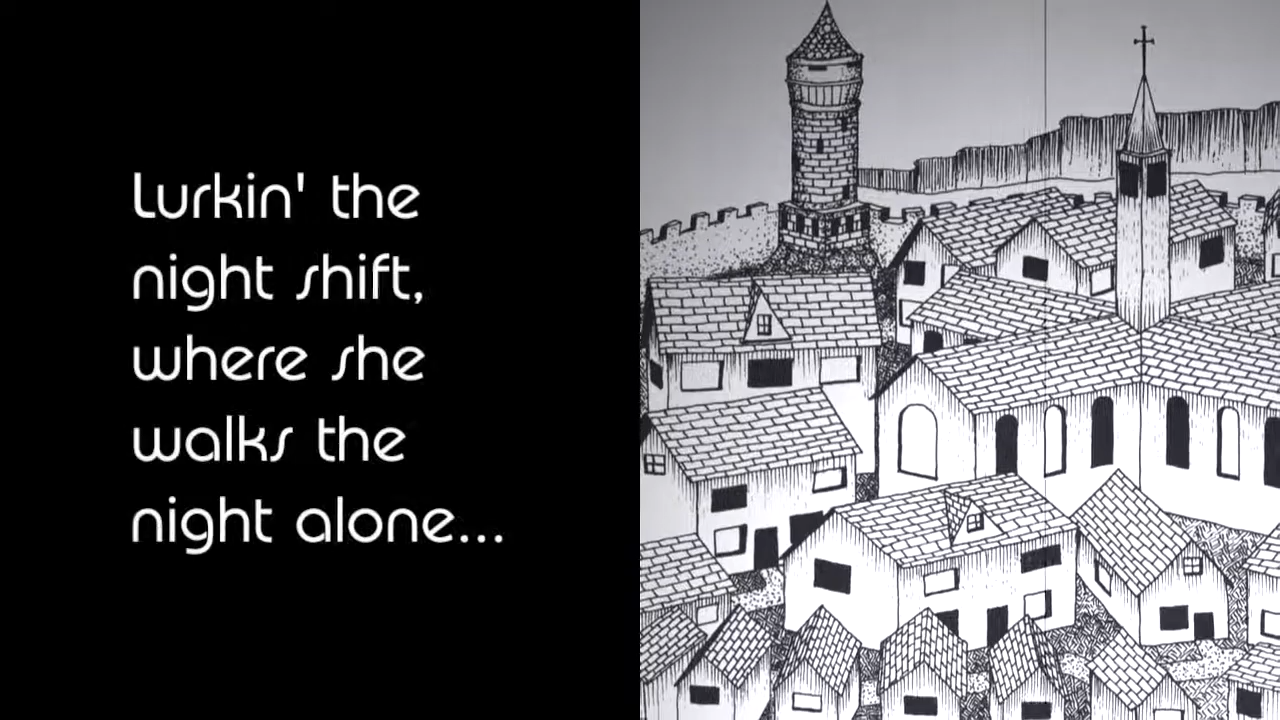 Lurkin' the
night shift,
where she
walks the
night alone...